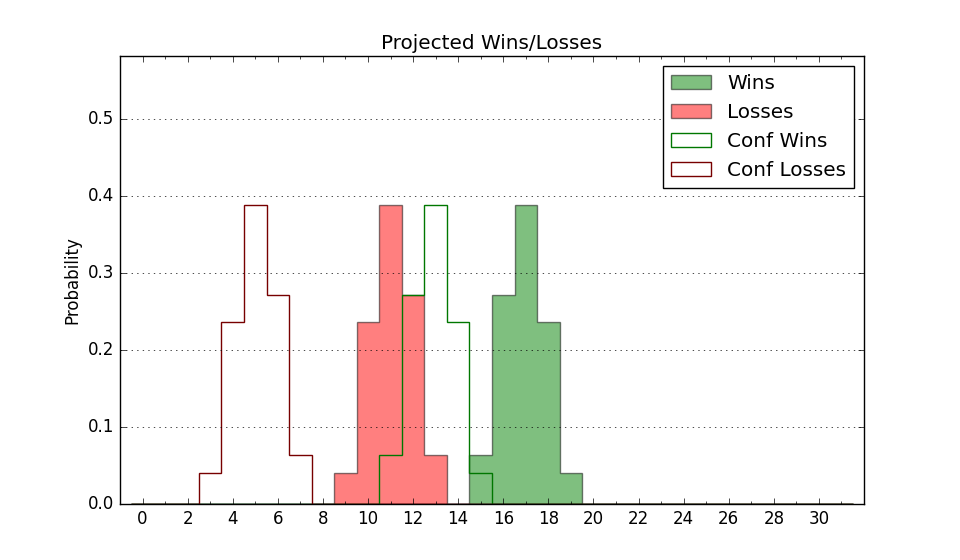 Projected Wins/Losses
Probability
0.5
0.4
0.3
0.2
0.1
0.0
0 2 4 6 8 10 12 14 16 18 20 22 24 26 28 30
Wins
Losses
Conf Wins
Conf Losses